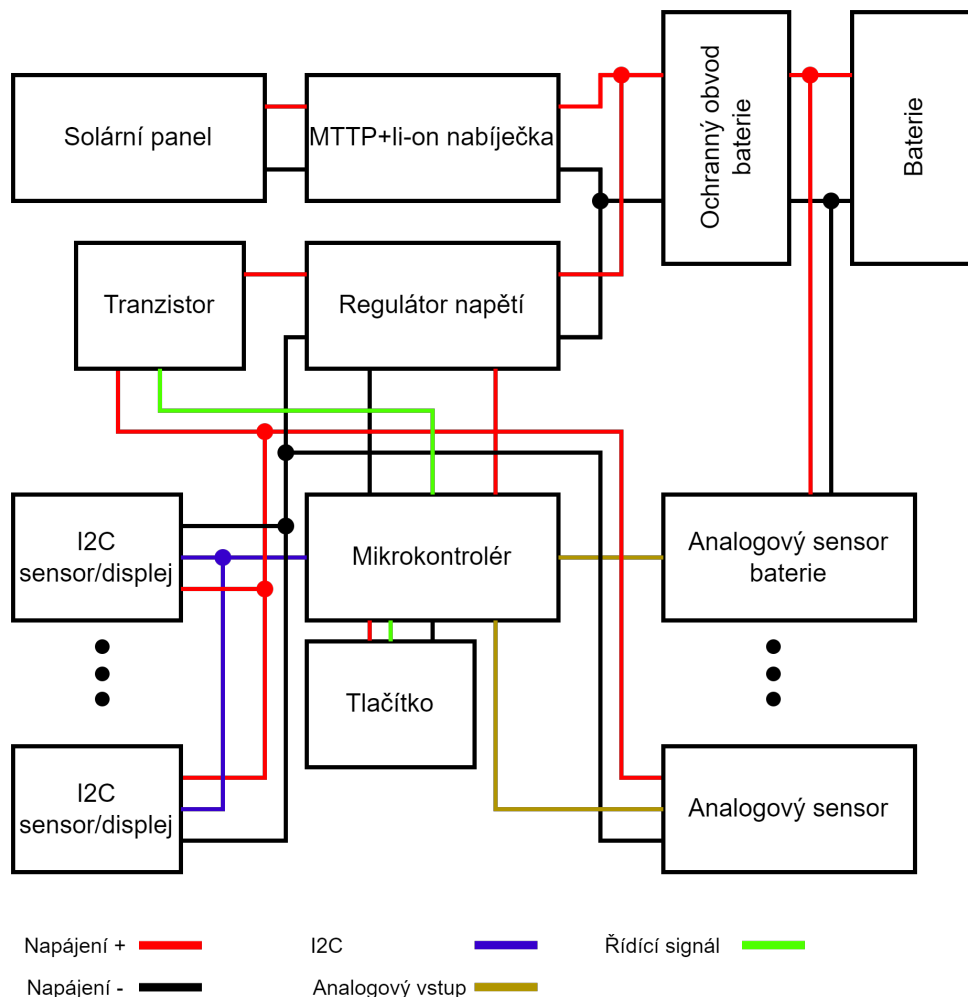 Solární panel
MTTP+li-on nabíječka
Ochranný obvod
baterie
Baterie
Tranzistor
Regulátor napětí
I2C
sensor/displej
Mikrokontrolér
Analogový sensor
baterie
Tlačítko
I2C
sensor/displej
Analogový sensor
Napájení +
I2C
Řídící signál
Napájení -
Analogový vstup